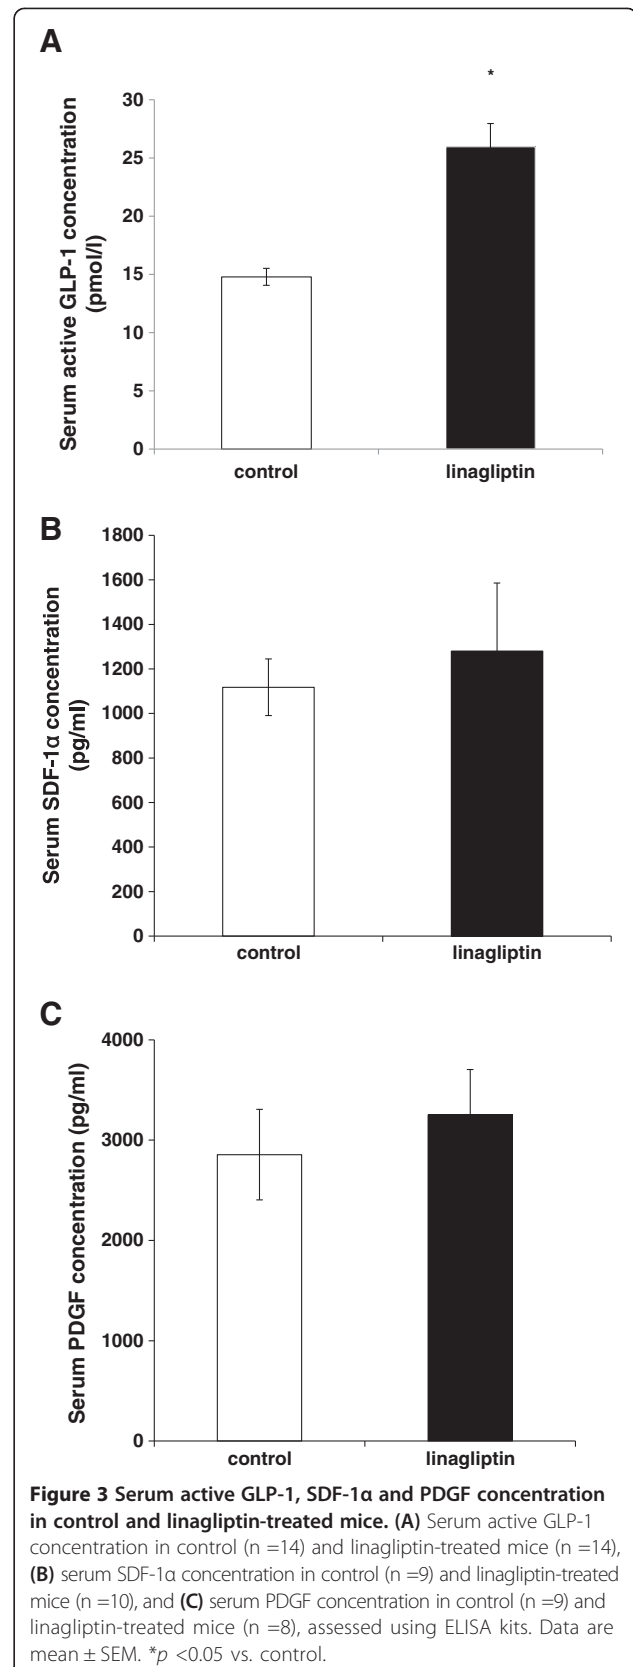 A
*
Serum active GLP-1 concentration
(pmol/l)
30
25
20
15
10
5
0
control
linagliptin
B
Serum SDF-1α concentration
(pg/ml)
1800
1600
1400
1200
1000
800
600
400
200
0
control
linagliptin
C
Serum PDGF concentration (pg/ml)
4000
3000
2000
1000
0
control
linagliptin
Figure 3 Serum active GLP-1, SDF-1α and PDGF concentration
in control and linagliptin-treated mice. (A) Serum active GLP-1
concentration in control (n =14) and linagliptin-treated mice (n =14),
(B) serum SDF-1α concentration in control (n =9) and linagliptin-treated
mice (n =10), and (C) serum PDGF concentration in control (n =9) and
linagliptin-treated mice (n =8), assessed using ELISA kits. Data are
mean ± SEM. *p <0.05 vs. control.